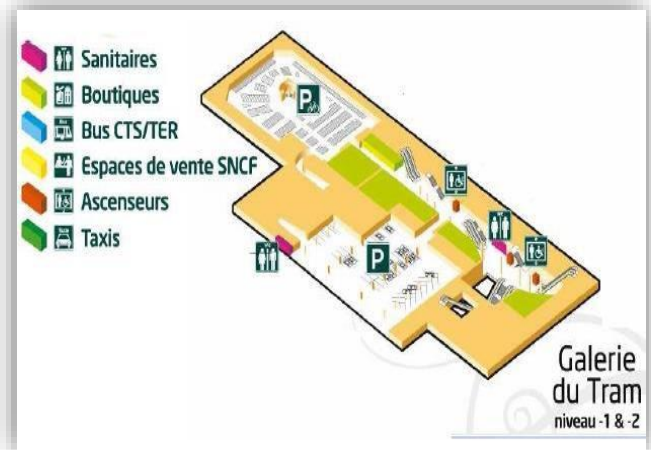 Sanitaires
Boutiques
Bus CTS/TER
Espaces de vente SNCF
Ascenseurs
Taxis
P
P
Galerie
du Tram
niveau -1 & -2